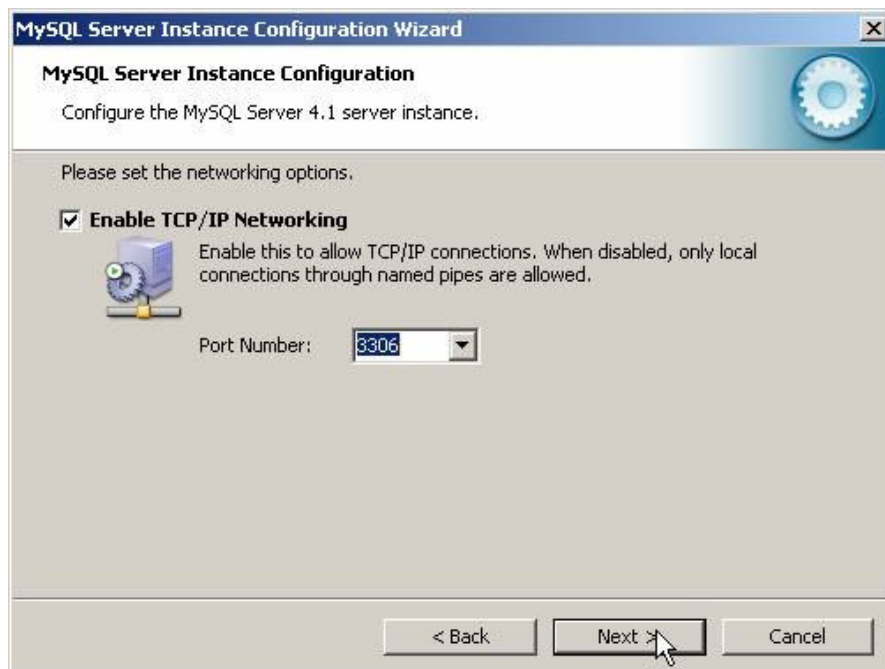 MySQL Server Instance Configuration Wizard
MySQL Server Instance Configuration
Configure the MySQL Server 4.1 server instance.
Please set the networking options.
Enable TCP/IP Networking
Enable this to allow TCP/IP connections. When disabled, only local
connections through named pipes are allowed.
Port Number: 3306
< Back Next > Cancel